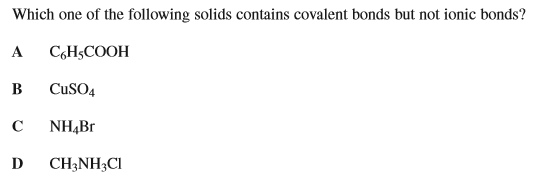 Which one of the following solids contains covalent bonds but not ionic bonds?
A C₆H₅COOH
B CuSO₄
C NH₄Br
D CH₃NH₃Cl